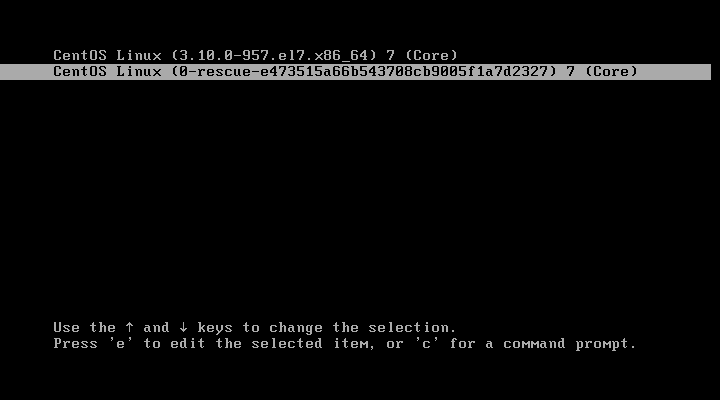 CentOS Linux (3.10.0-957.el7.x86_64) 7 (Core)
CentOS Linux (0-rescue-e473515a66b543708cb9005f1a7d2327) 7 (Core)
Use the ↑ and ↓ keys to change the selection.
Press 'e' to edit the selected item, or 'c' for a command prompt.